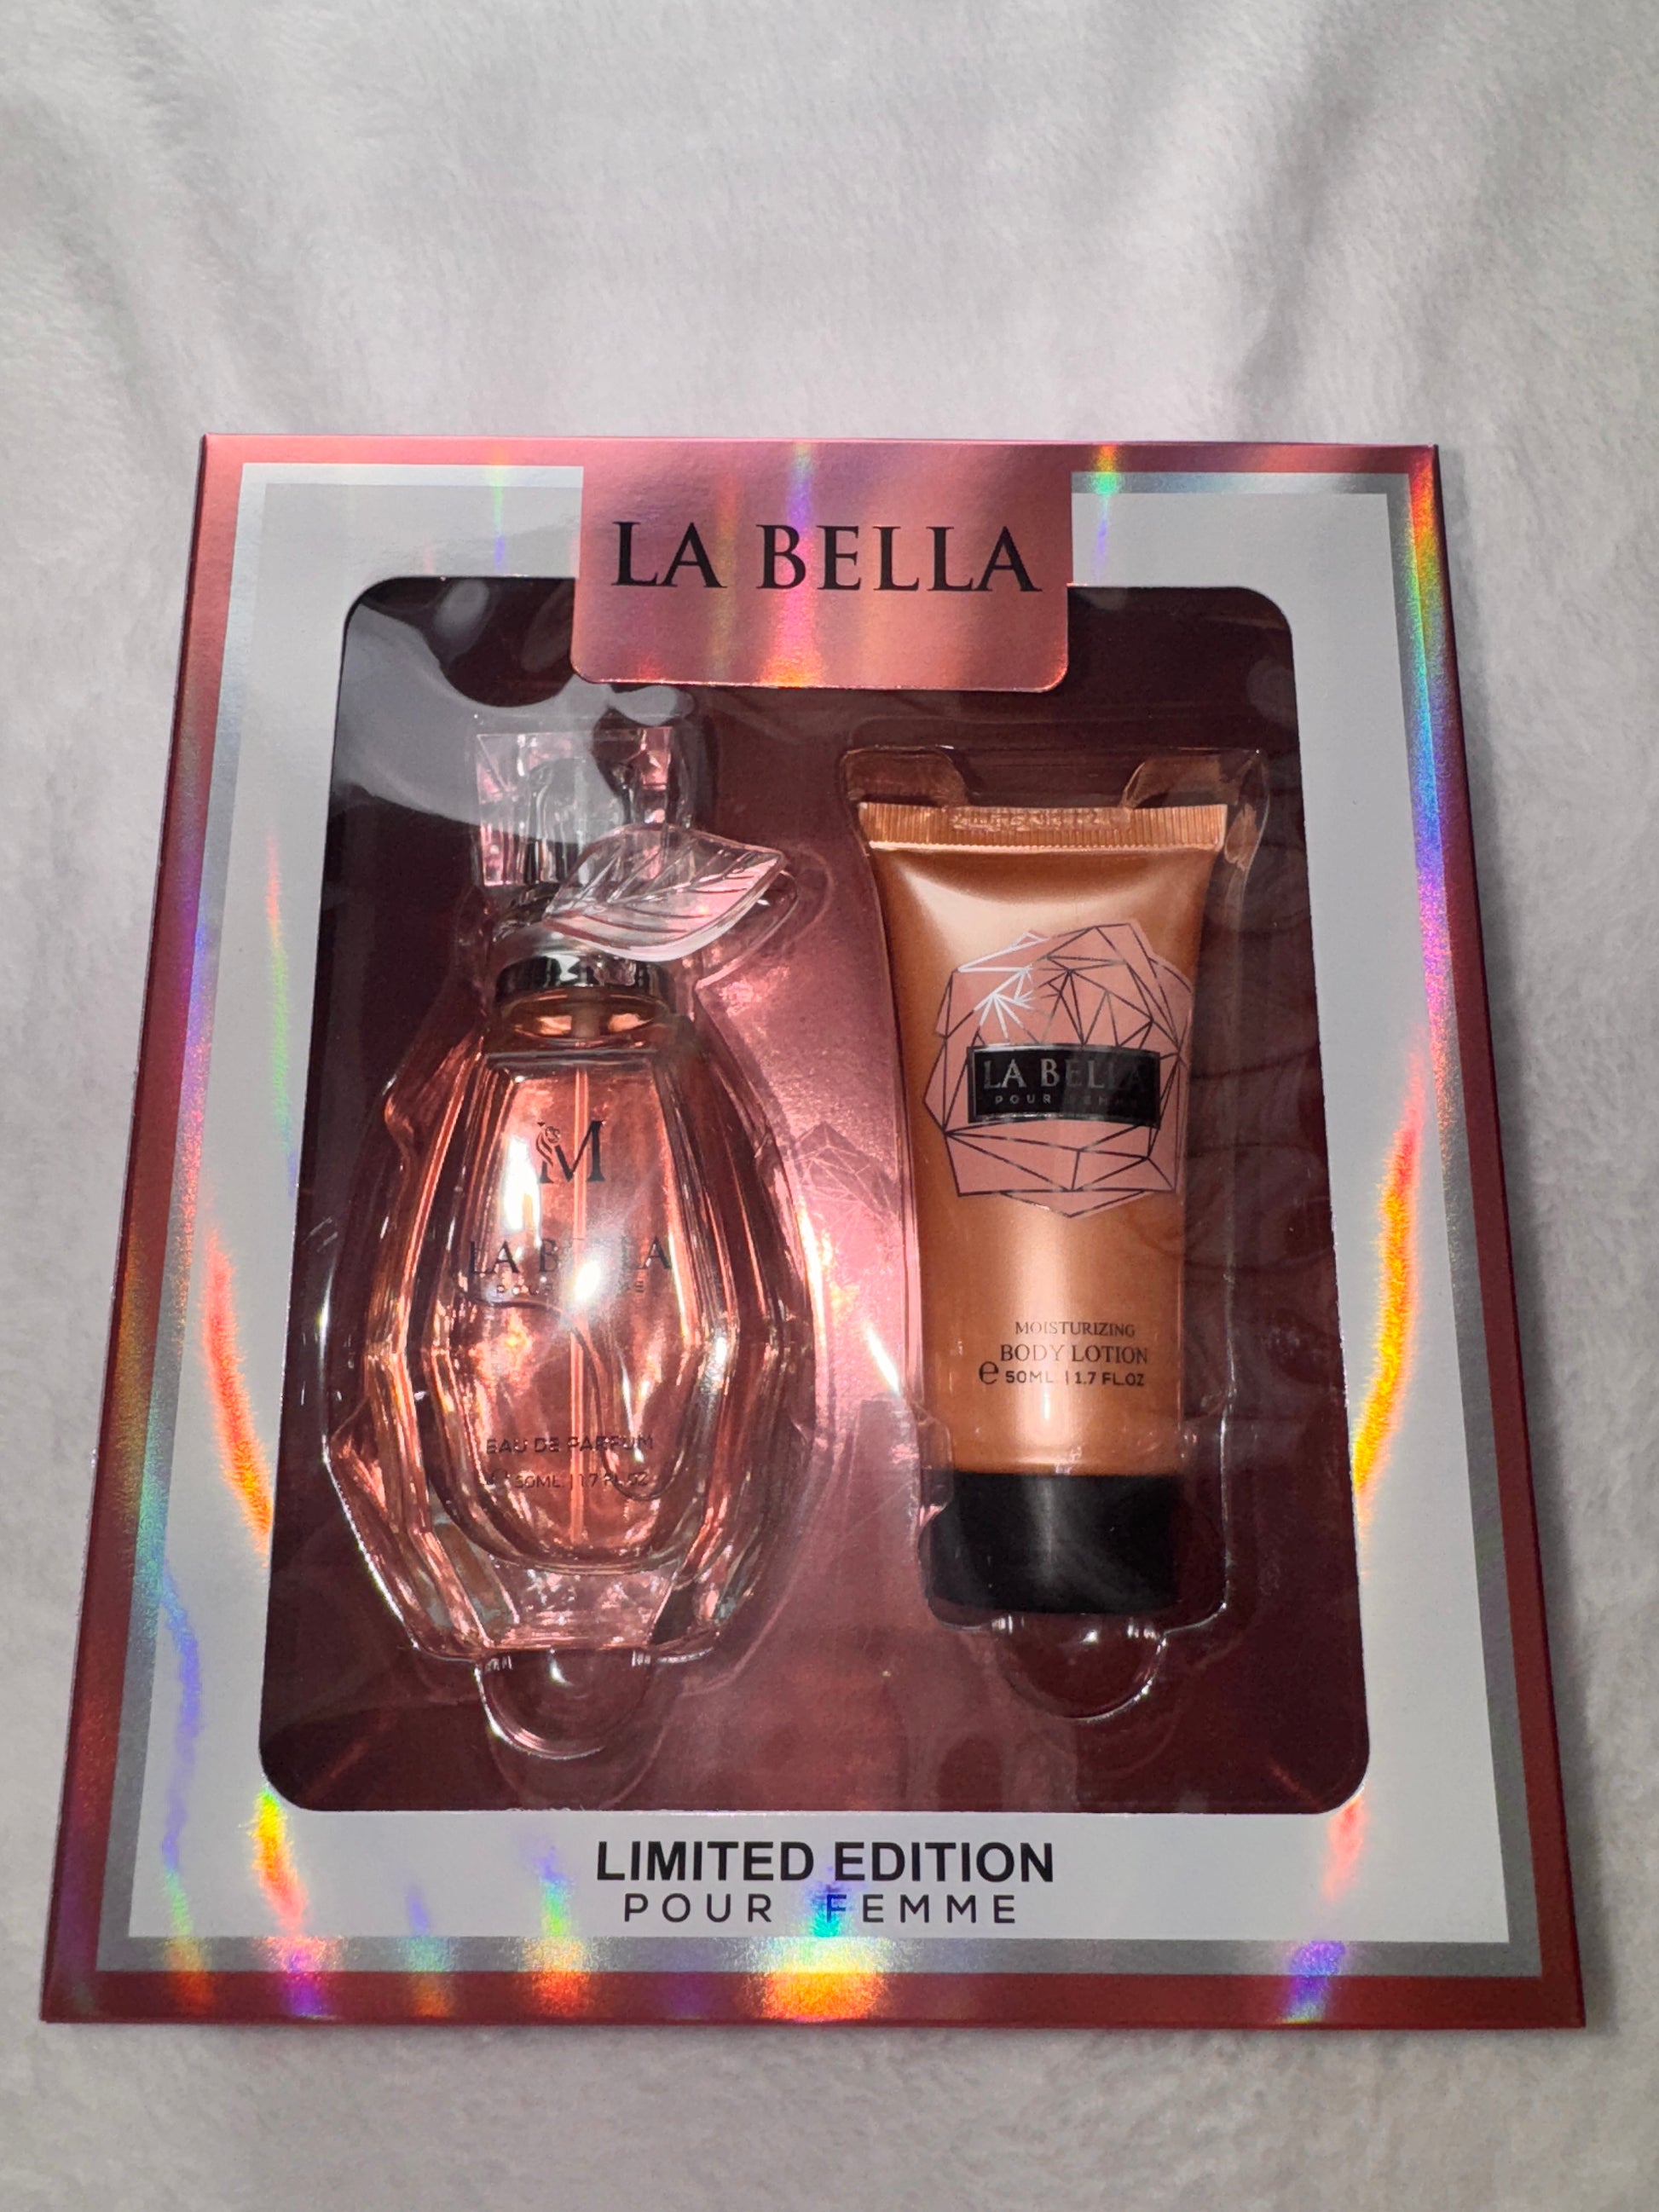 LA BELLA
M
LA BELLA
EAU DE PARFUM
50ML | 1.7 FL.OZ
LA BELLA
POUR FEMME
MOISTURIZING
BODY LOTION
e 50ML | 1.7 FL.OZ
LIMITED EDITION
POUR FEMME